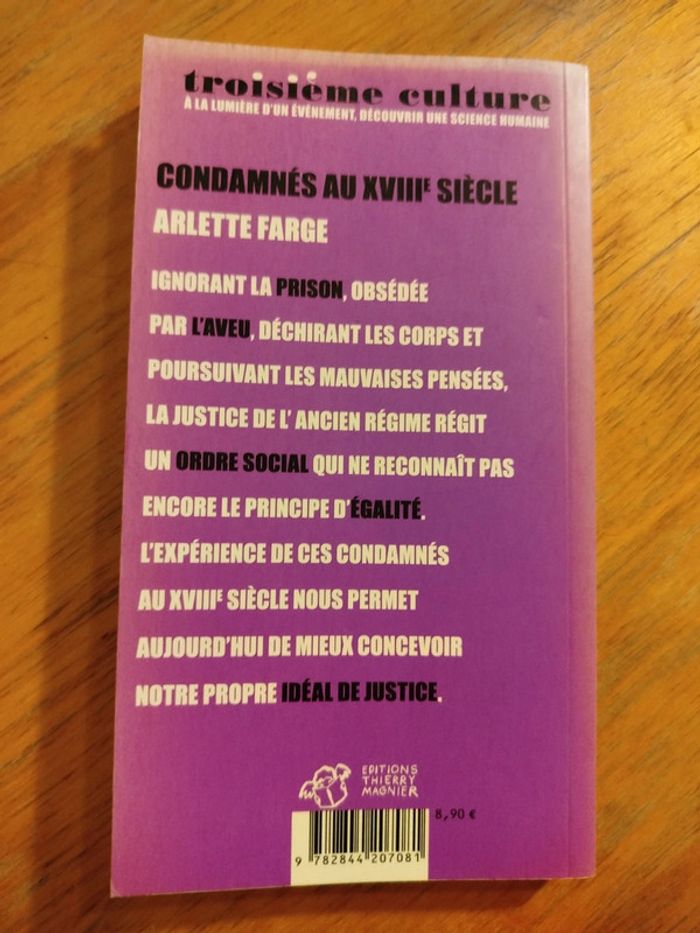 troisième culture
À LA LUMIÈRE D'UN ÉVÈNEMENT, DÉCOUVRIR UNE SCIENCE HUMAINE
CONDAMNÉS AU XVIIIE SIÈCLE
ARLETTE FARGE
IGNORANT LA PRISON, OBSÉDÉE
PAR L'AVEU, DÉCHIRANT LES CORPS ET
POURSUIVANT LES MAUVAISES PENSÉES,
LA JUSTICE DE L' ANCIEN RÉGIME RÉGIT
UN ORDRE SOCIAL QUI NE RECONNAÎT PAS
ENCORE LE PRINCIPE D'ÉGALITÉ.
L'EXPÉRIENCE DE CES CONDAMNÉS
AU XVIIIE SIÈCLE NOUS PERMET
AUJOURD'HUI DE MIEUX CONCEVOIR
NOTRE PROPRE IDÉAL DE JUSTICE.
EDITIONS
THIERRY
MAGNIER
8,90 €
9 782844 207081